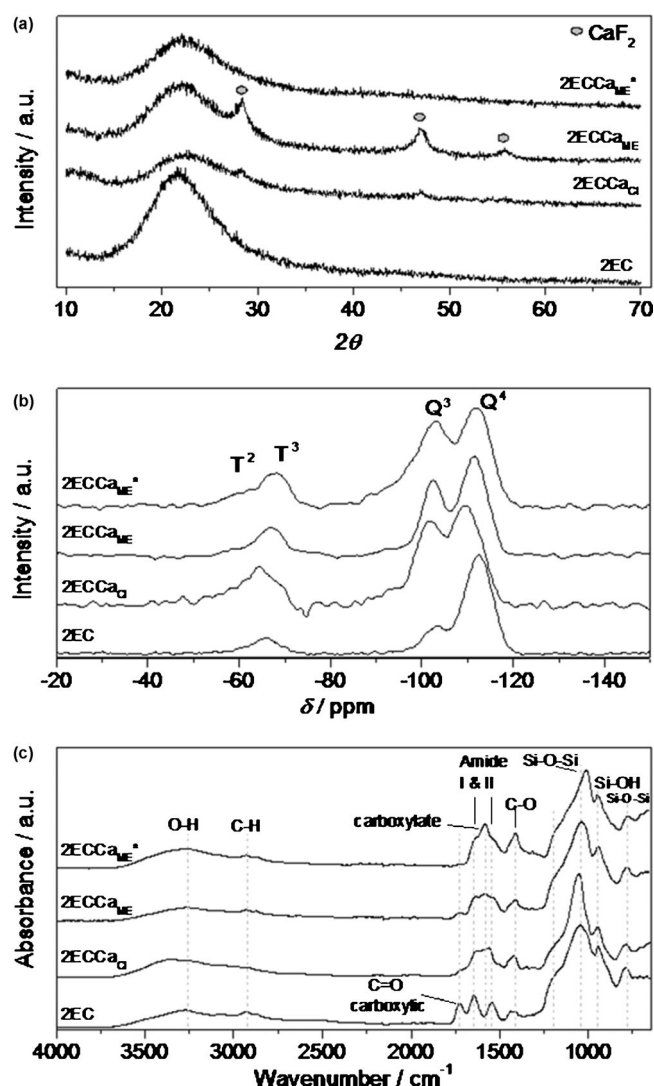 (a)
CaF2
2ECCaME*
2ECCaME
2ECCaCl
2EC
Intensity / a.u.
10 20 30 40 50 60 70
2θ
(b)
Q3 Q4
T2 T3
2ECCaME*
2ECCaME
2ECCaCl
2EC
Intensity / a.u.
-20 -40 -60 -80 -100 -120 -140
δ / ppm
(c)
Si-O-Si
Amide
I & II
Si-OH
Si-O-Si
C-O
carboxylate
O-H
C-H
2ECCaME*
2ECCaME
2ECCaCl
C=O
carboxylic
2EC
Absorbance / a.u.
4000 3500 3000 2500 2000 1500 1000
Wavenumber / cm-1